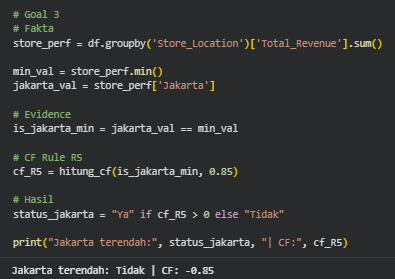 # Goal 3
# Fakta
store_perf = df.groupby('Store_Location')['Total_Revenue'].sum()
min_val = store_perf.min()
jakarta_val = store_perf['Jakarta']
# Evidence
is_jakarta_min = jakarta_val == min_val
# CF Rule R5
cf_R5 = hitung_cf(is_jakarta_min, 0.85)
# Hasil
status_jakarta = "Ya" if cf_R5 > 0 else "Tidak"
print("Jakarta terendah:", status_jakarta, "| CF:", cf_R5)
Jakarta terendah: Tidak | CF: -0.85